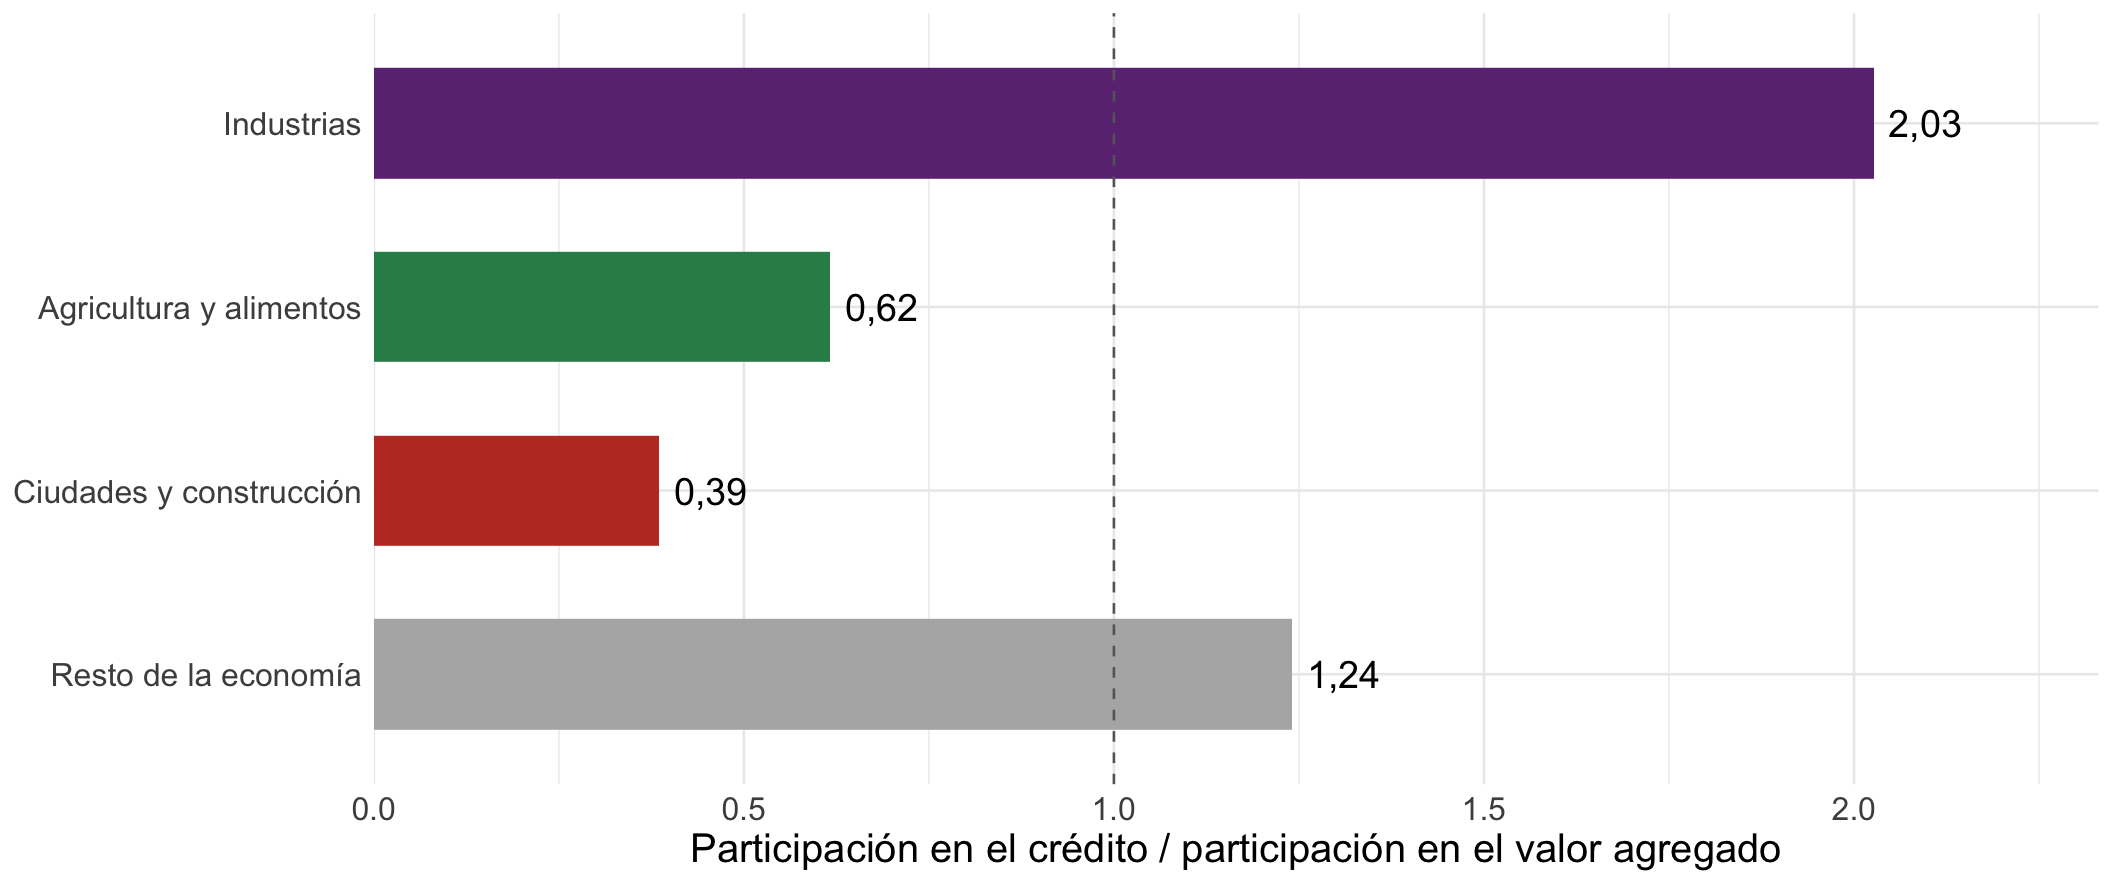 Industrias
2,03
Agricultura y alimentos
0,62
Ciudades y construcción
0,39
Resto de la economía
1,24
0.0 0.5 1.0 1.5 2.0
Participación en el crédito / participación en el valor agregado